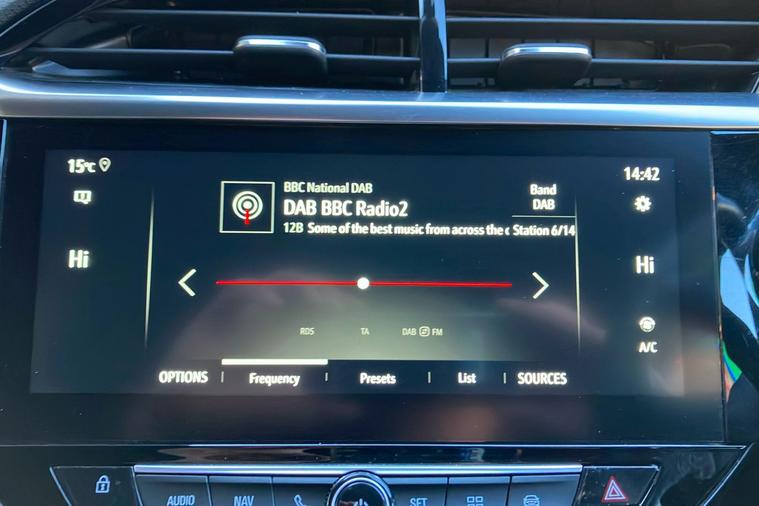 15°C
14:42
BBC National DAB
DAB BBC Radio2
12B Some of the best music from across the c
Band
DAB
Station 6/14
Hi
Hi
RDS TA DAB FM
A/C
OPTIONS Frequency Presets List SOURCES
AUDIO NAV SET